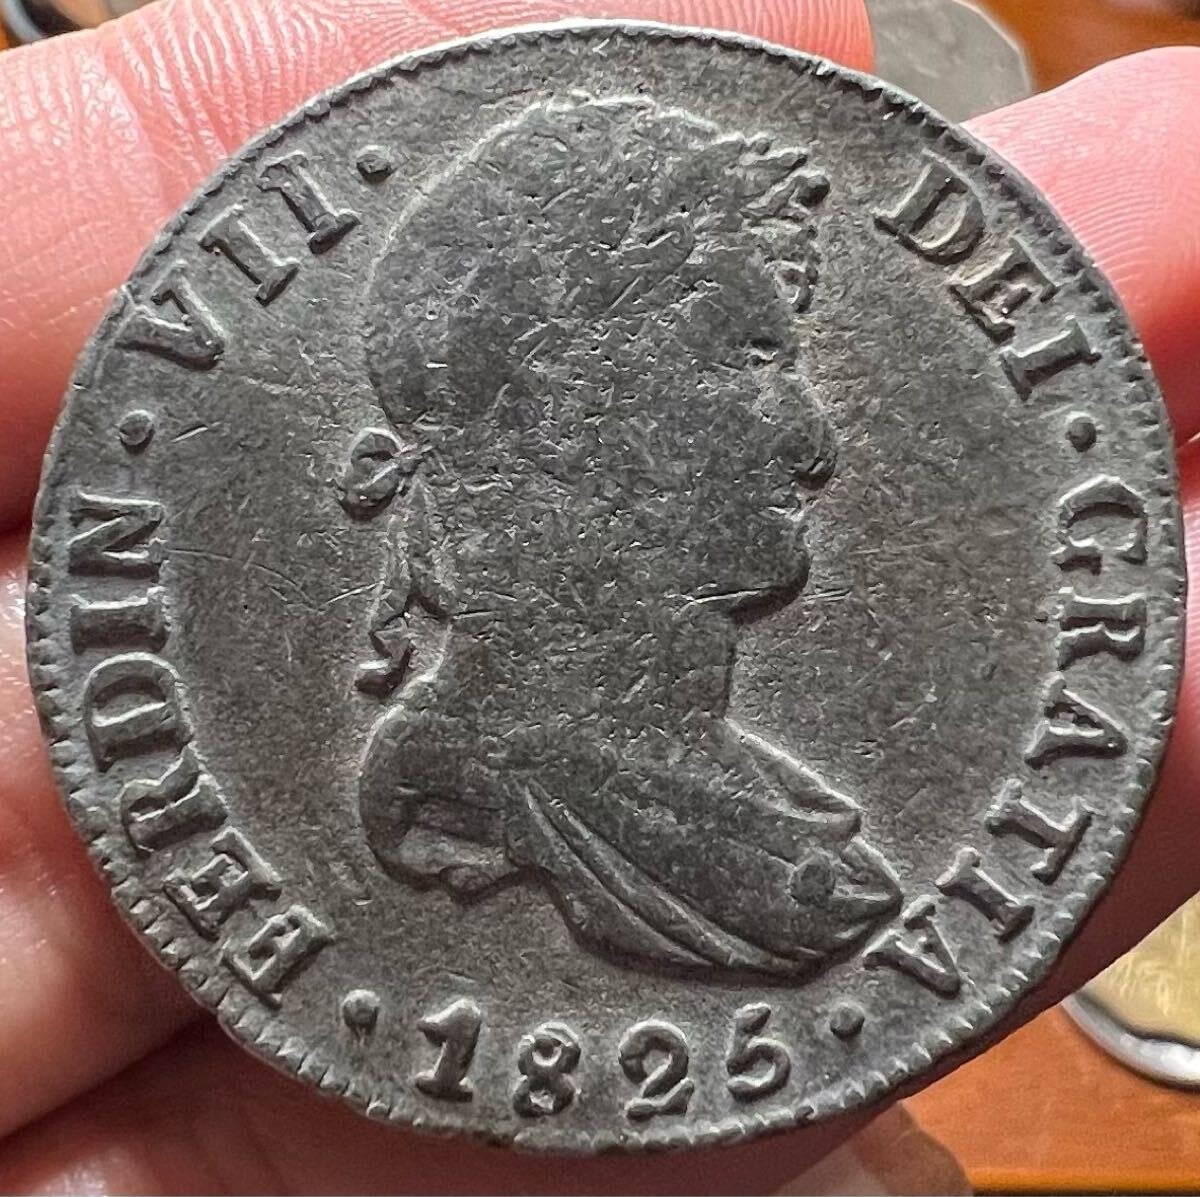 FERDIN · VII · DEI · GRATIA
· 1825 ·